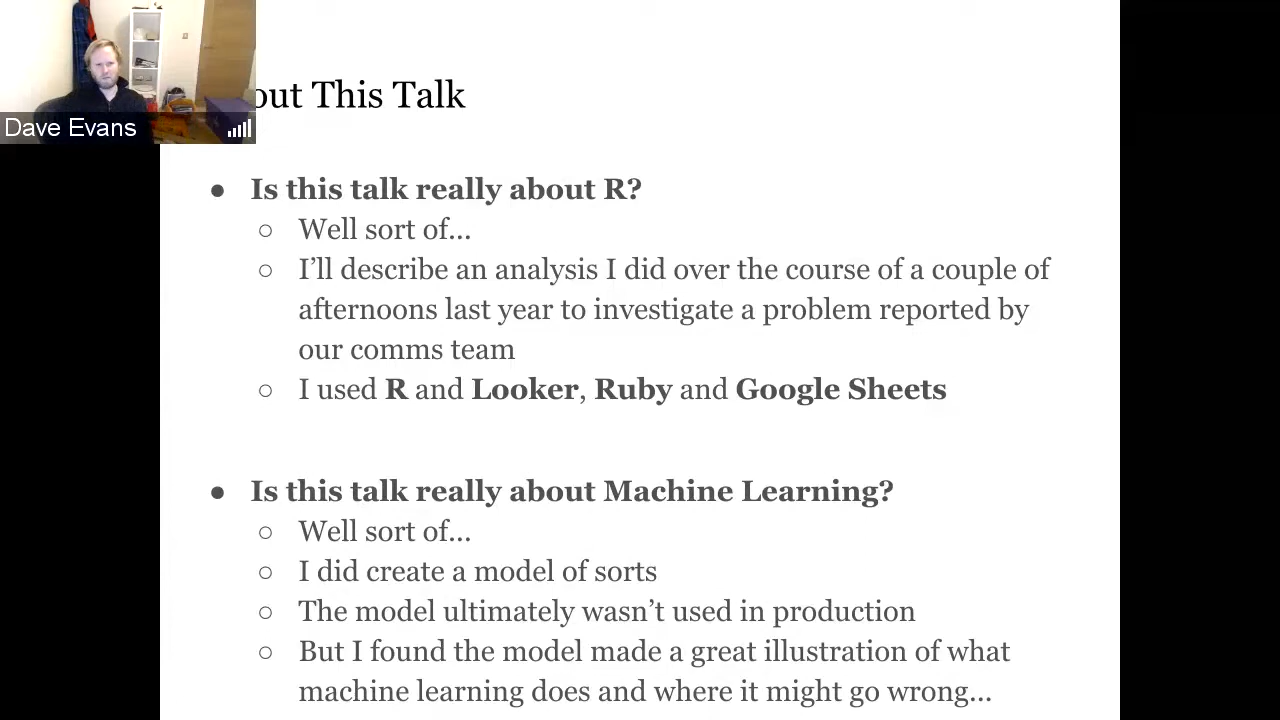 out This Talk
Dave Evans
● Is this talk really about R?
○ Well sort of...
○ I’ll describe an analysis I did over the course of a couple of
afternoons last year to investigate a problem reported by
our comms team
○ I used R and Looker, Ruby and Google Sheets
● Is this talk really about Machine Learning?
○ Well sort of...
○ I did create a model of sorts
○ The model ultimately wasn’t used in production
○ But I found the model made a great illustration of what
machine learning does and where it might go wrong...